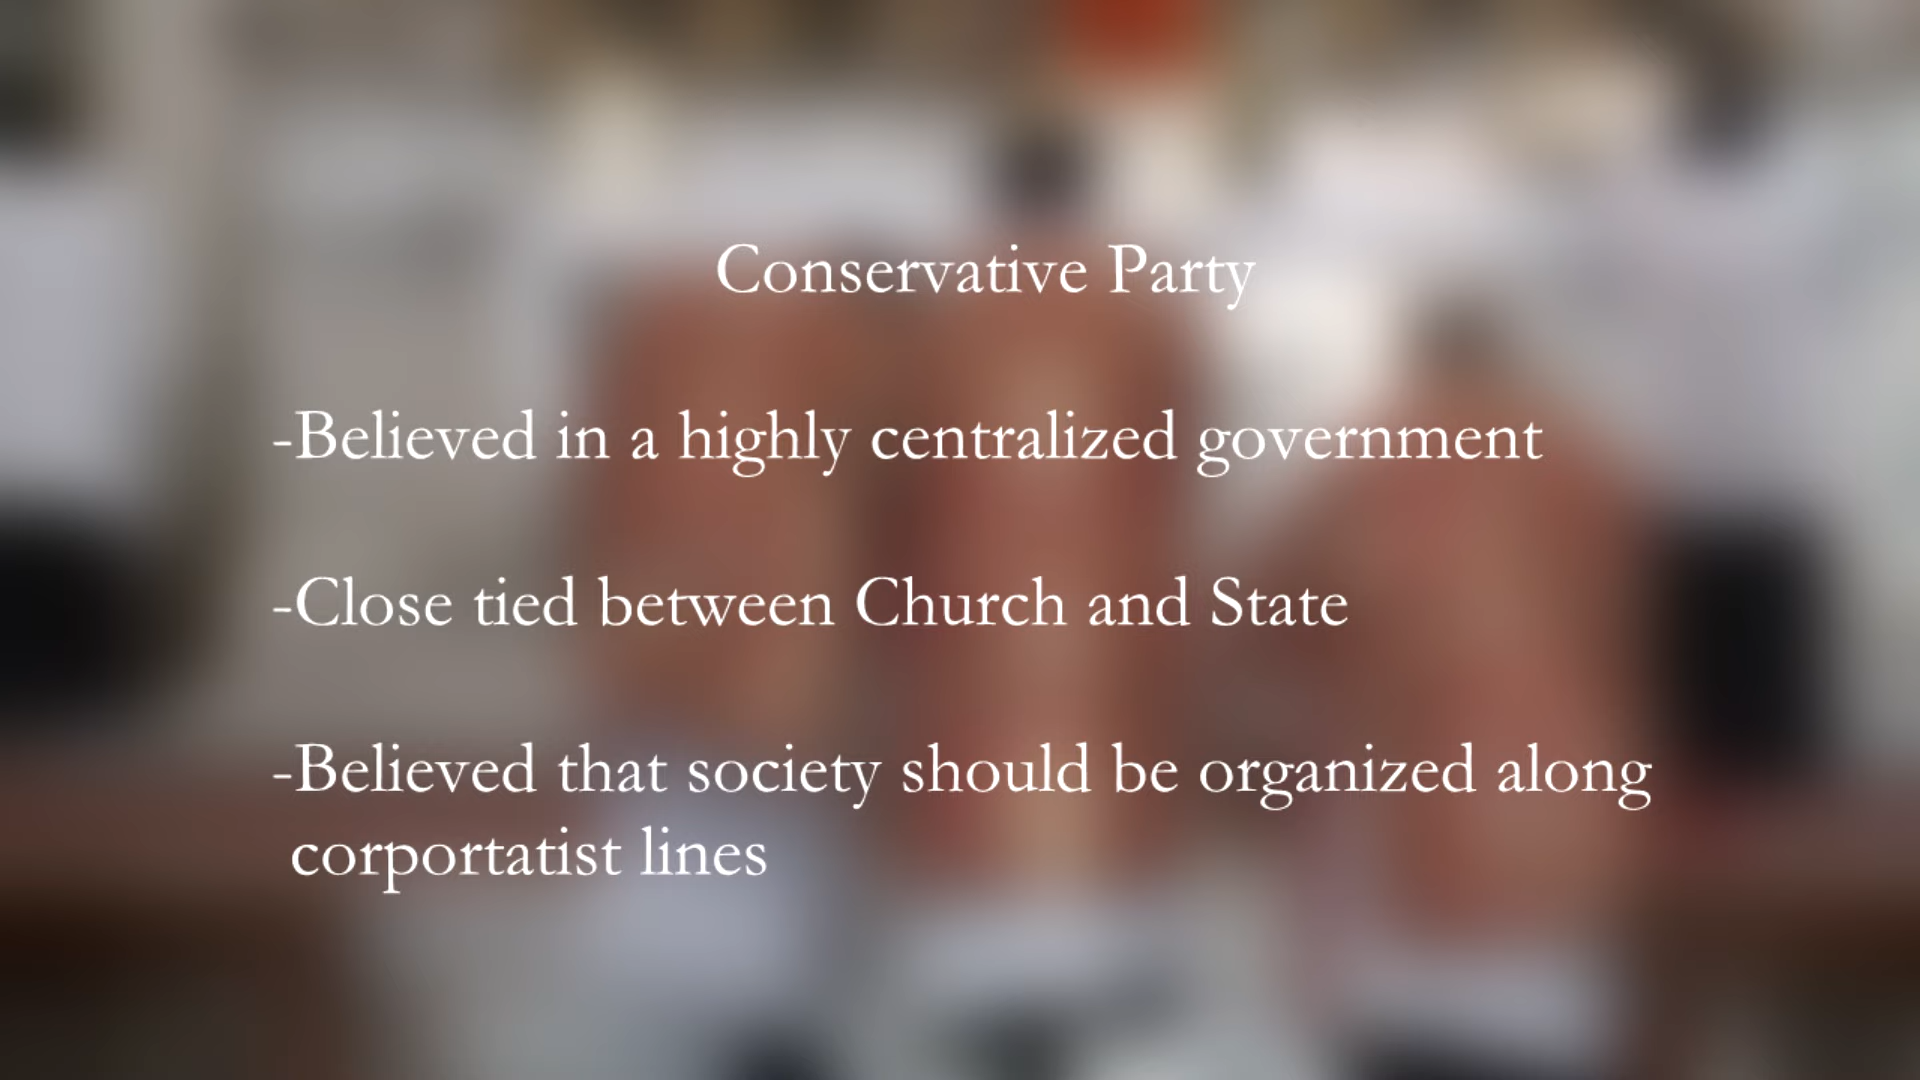 Conservative Party
-Believed in a highly centralized government
-Close tied between Church and State
-Believed that society should be organized along
corportatist lines